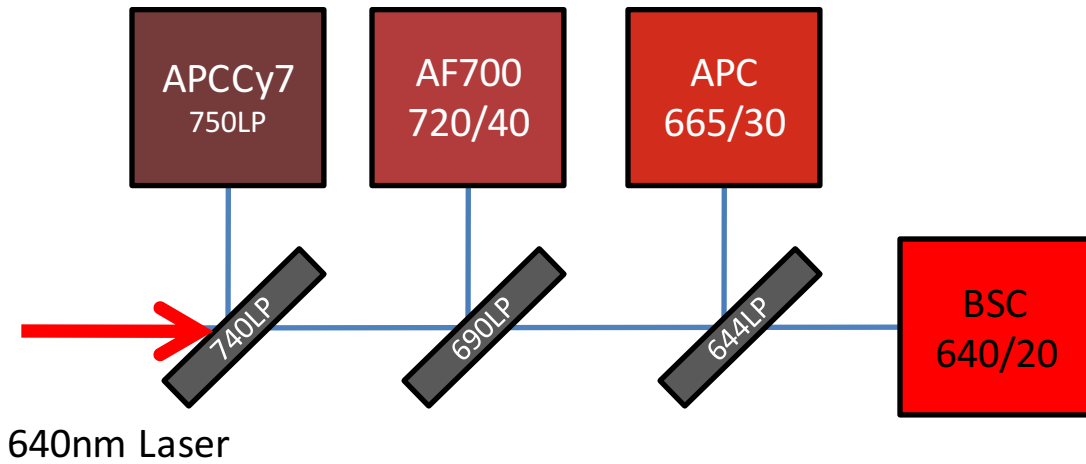 APCCy7
750LP
AF700
720/40
APC
665/30
740LP
690LP
644LP
BSC
640/20
640nm Laser